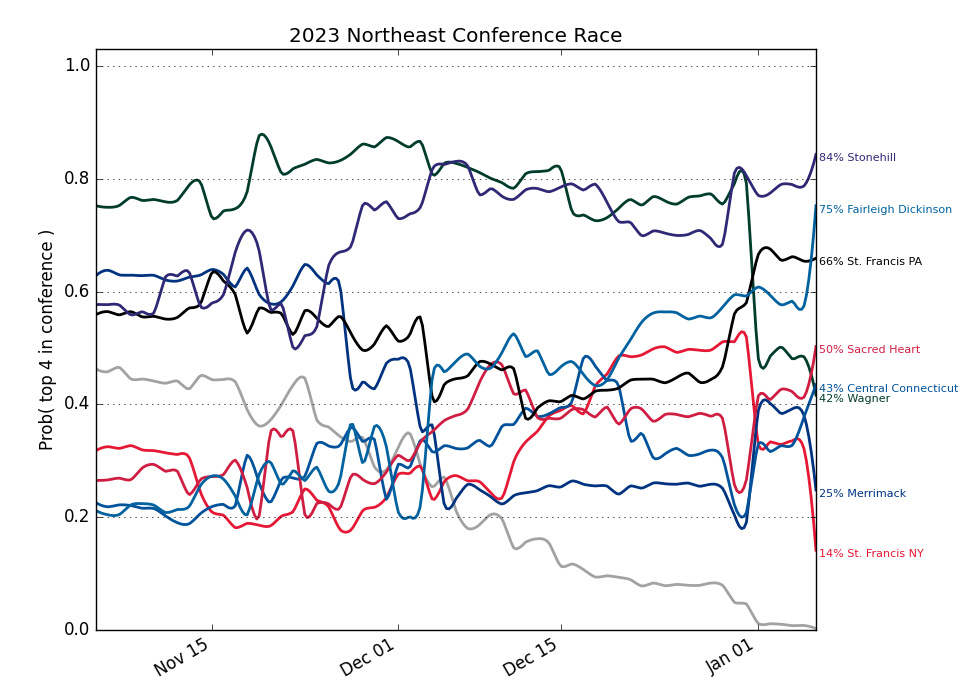 2023 Northeast Conference Race
Prob( top 4 in conference )
1.0
0.8
0.6
0.4
0.2
0.0
Nov 15
Dec 01
Dec 15
Jan 01
84% Stonehill
75% Fairleigh Dickinson
66% St. Francis PA
50% Sacred Heart
43% Central Connecticut
42% Wagner
25% Merrimack
14% St. Francis NY